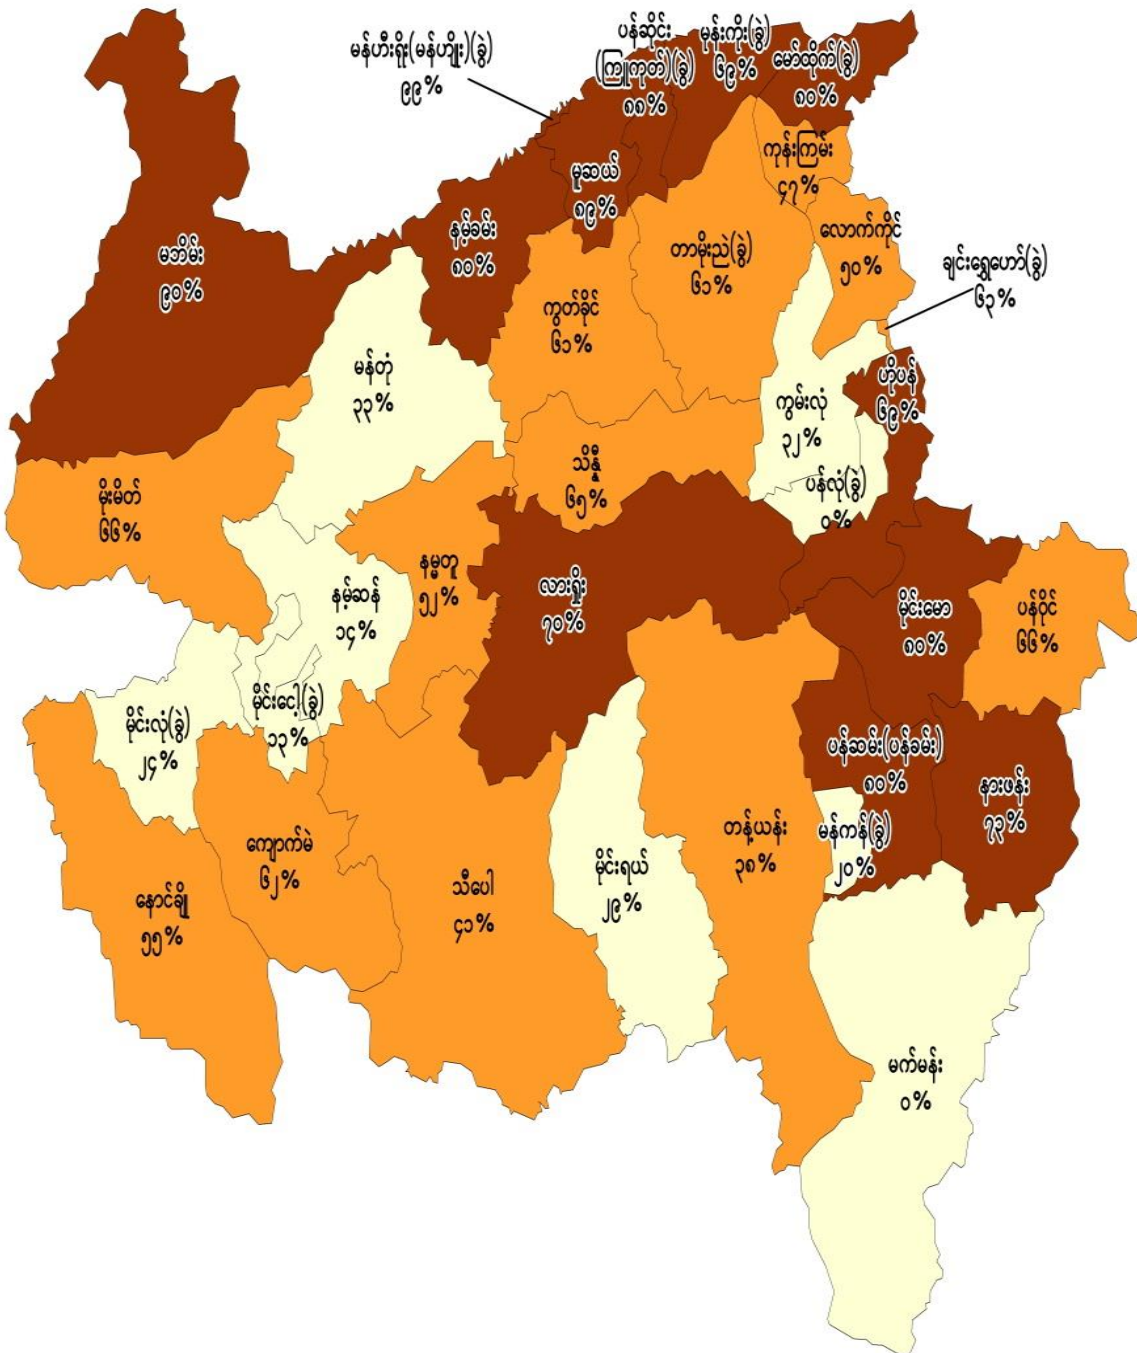 မန်ဟီးရိုး(မန်ဟျိုး)(ခွဲ)
၉၉%
ပန်ဆိုင်း
(ကြူကုတ်)(ခွဲ)
၈၈%
မုန်းကိုး(ခွဲ)
၆၉%
မော်ထိုက်(ခွဲ)
၈၀%
ကုန်းကြမ်း
၄၇%
မူဆယ်
၈၉%
နမ့်ခမ်း
၈၀%
မဘိမ်း
၉၀%
တာမိုးညဲ(ခွဲ)
၆၁%
လောက်ကိုင်
၅၀%
ချင်းရွှေဟော်(ခွဲ)
၆၃%
ကွတ်ခိုင်
၆၁%
မန်တုံ
၃၃%
ဟိုပန်
၆၉%
ကွမ်းလုံ
၃၂%
သိန္နီ
၆၅%
ပန်လုံ(ခွဲ)
၀%
မိုးမိတ်
၆၆%
နမ္မတူ
၅၂%
လားရှိုး
၇၀%
နမ့်ဆန်
၁၄%
မိုင်းမော
၈၀%
ပန်ဝိုင်
၆၆%
မိုင်းငေါ့(ခွဲ)
၁၃%
မိုင်းလုံ(ခွဲ)
၂၄%
ပန်ဆမ်း(ပန်ခမ်း)
၈၀%
နားဖန်း
၇၃%
တန့်ယန်း
၃၈%
မန်ကန်(ခွဲ)
၂၀%
ကျောက်မဲ
၆၂%
မိုင်းရယ်
၂၉%
သီပေါ
၄၁%
နောင်ချို
၅၅%
မက်မန်း
၀%